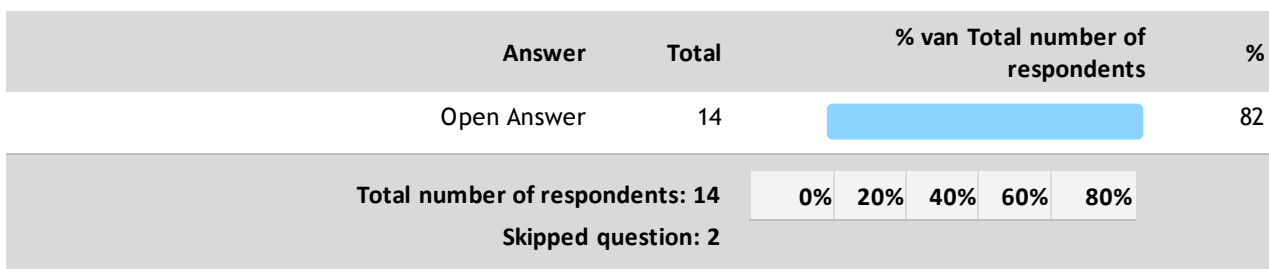 Answer Total % van Total number of respondents %
Open Answer 14 82
Total number of respondents: 14 0% 20% 40% 60% 80%
Skipped question: 2